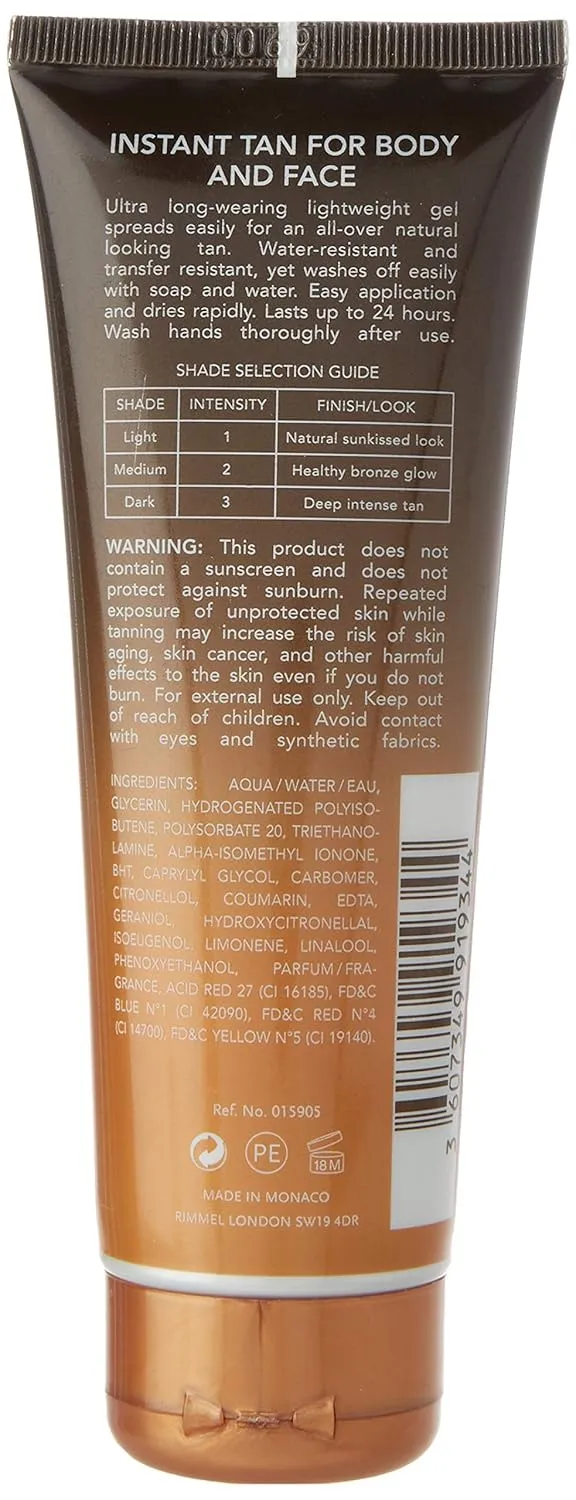 0069
INSTANT TAN FOR BODY
AND FACE
Ultra long-wearing lightweight gel
spreads easily for an all-over natural
looking tan. Water-resistant and
transfer resistant, yet washes off easily
with soap and water. Easy application
and dries rapidly. Lasts up to 24 hours.
Wash hands thoroughly after use.
SHADE SELECTION GUIDE
SHADE INTENSITY FINISH/LOOK
Light 1 Natural sunkissed look
Medium 2 Healthy bronze glow
Dark 3 Deep intense tan
WARNING: This product does not
contain a sunscreen and does not
protect against sunburn. Repeated
exposure of unprotected skin while
tanning may increase the risk of skin
aging, skin cancer, and other harmful
effects to the skin even if you do not
burn. For external use only. Keep out
of reach of children. Avoid contact
with eyes and synthetic fabrics.
INGREDIENTS: AQUA/WATER/EAU,
GLYCERIN, HYDROGENATED POLYISO-
BUTENE, POLYSORBATE 20, TRIETHANO-
LAMINE, ALPHA-ISOMETHYL IONONE,
BHT, CAPRYLYL GLYCOL, CARBOMER,
CITRONELLOL, COUMARIN, EDTA,
GERANIOL, HYDROXYCITRONELLAL,
ISOEUGENOL, LIMONENE, LINALOOL,
PHENOXYETHANOL, PARFUM/FRA-
GRANCE, ACID RED 27 (CI 16185), FD&C
BLUE N°1 (CI 42090), FD&C RED N°4
(CI 14700), FD&C YELLOW N°5 (CI 19140).
3 607349 919344
Ref. No. 015905
PE
18 M
MADE IN MONACO
RIMMEL LONDON SW19 4DR